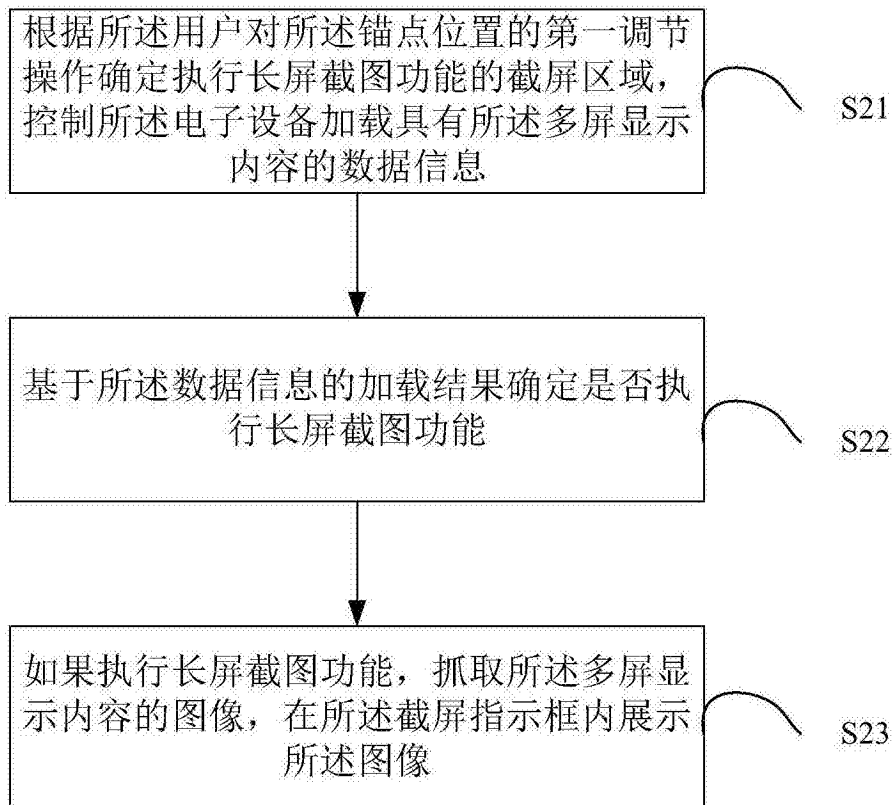 根据所述用户对所述锚点位置的第一调节
操作确定执行长屏截图功能的截屏区域，
控制所述电子设备加载具有所述多屏显示
内容的数据信息
S21
基于所述数据信息的加载结果确定是否执
行长屏截图功能
S22
如果执行长屏截图功能，抓取所述多屏显
示内容的图像，在所述截屏指示框内展示
所述图像
S23